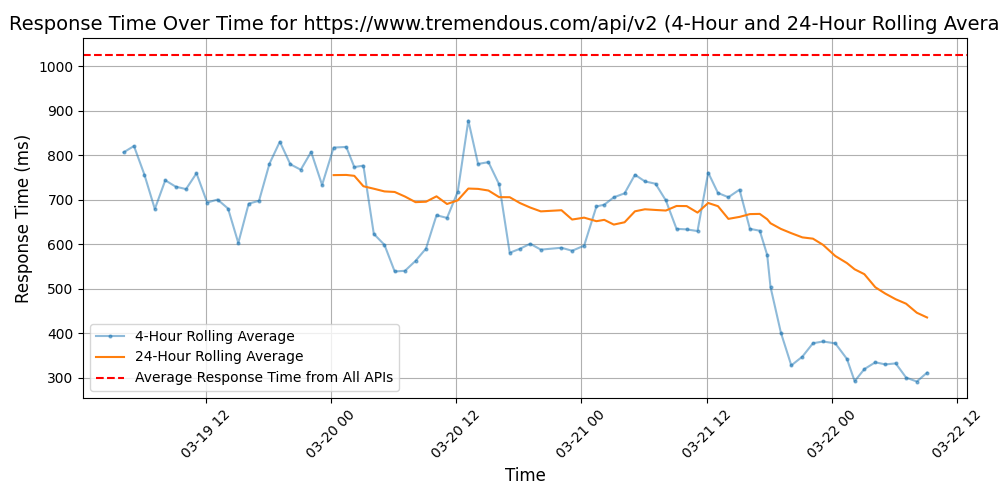 Response Time Over Time for https://www.tremendous.com/api/v2 (4-Hour and 24-Hour Rolling Avera
Response Time (ms)
1000
900
800
700
600
500
400
300
4-Hour Rolling Average
24-Hour Rolling Average
Average Response Time from All APIs
03-19 12
03-20 00
03-20 12
03-21 00
03-21 12
03-22 00
03-22 12
Time